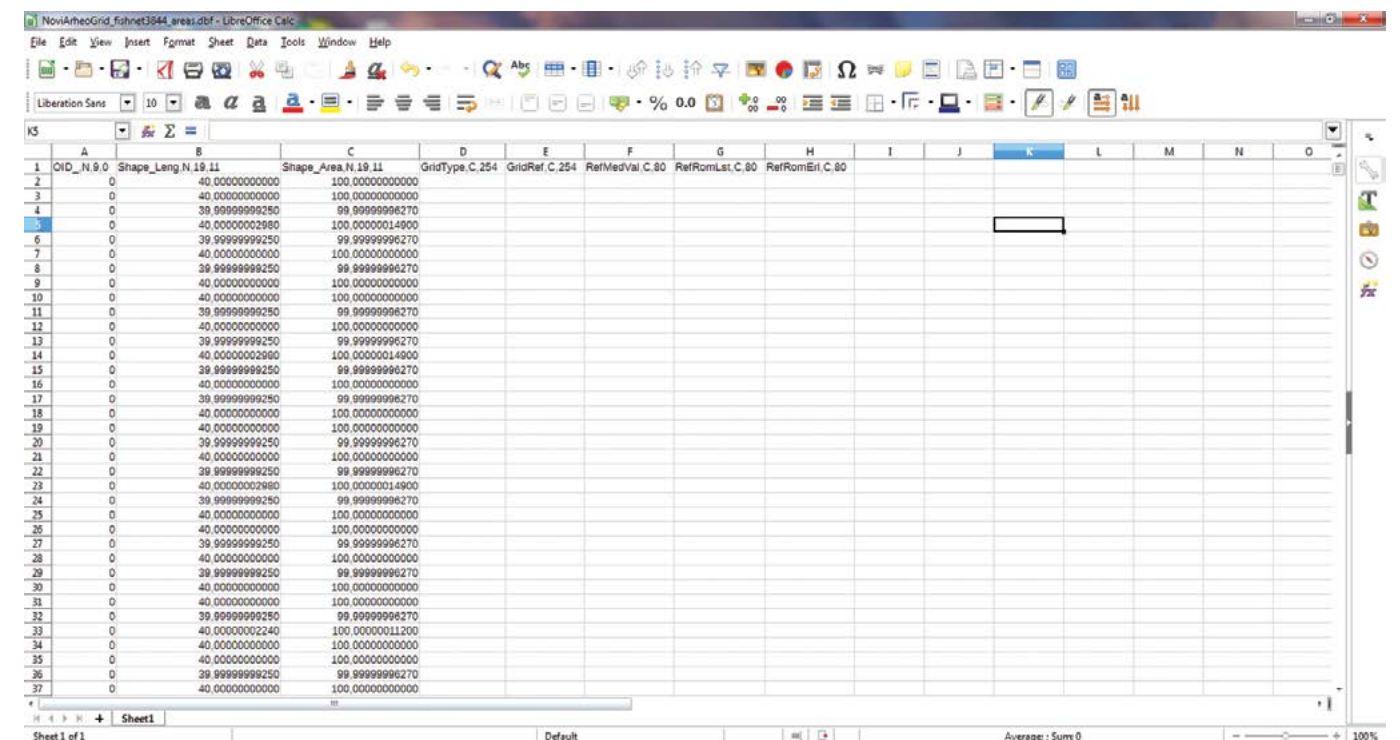 NoviArheoGrid_fishnet3844_areas.dbf - LibreOffice Calc
File Edit View Insert Format Sheet Data Tools Window Help
Liberation Sans 10 a a a % 0.0
K5 Σ =
A B C D E F G H I J K L M N O
1 OID_,N,9,0 Shape_Leng,N,19,11 Shape_Area,N,19,11 GridType,C,254 GridRef,C,254 RefMedVal,C,80 RefRomLst,C,80 RefRomErl,C,80
2 0 40,00000000000 100,00000000000
3 0 40,00000000000 100,00000000000
4 0 39,99999999250 99,99999996270
5 0 40,00000002980 100,00000014900
6 0 39,99999999250 99,99999996270
7 0 40,00000000000 100,00000000000
8 0 39,99999999250 99,99999996270
9 0 40,00000000000 100,00000000000
10 0 40,00000000000 100,00000000000
11 0 39,99999999250 99,99999996270
12 0 40,00000000000 100,00000000000
13 0 39,99999999250 99,99999996270
14 0 40,00000002980 100,00000014900
15 0 39,99999999250 99,99999996270
16 0 40,00000000000 100,00000000000
17 0 39,99999999250 99,99999996270
18 0 40,00000000000 100,00000000000
19 0 40,00000000000 100,00000000000
20 0 39,99999999250 99,99999996270
21 0 40,00000000000 100,00000000000
22 0 39,99999999250 99,99999996270
23 0 40,00000002980 100,00000014900
24 0 39,99999999250 99,99999996270
25 0 40,00000000000 100,00000000000
26 0 40,00000000000 100,00000000000
27 0 39,99999999250 99,99999996270
28 0 40,00000000000 100,00000000000
29 0 39,99999999250 99,99999996270
30 0 40,00000000000 100,00000000000
31 0 40,00000000000 100,00000000000
32 0 39,99999999250 99,99999996270
33 0 40,00000002240 100,00000011200
34 0 40,00000000000 100,00000000000
35 0 40,00000000000 100,00000000000
36 0 39,99999999250 99,99999996270
37 0 40,00000000000 100,00000000000
Sheet1
Sheet 1 of 1 Default Average: ; Sum: 0 100%